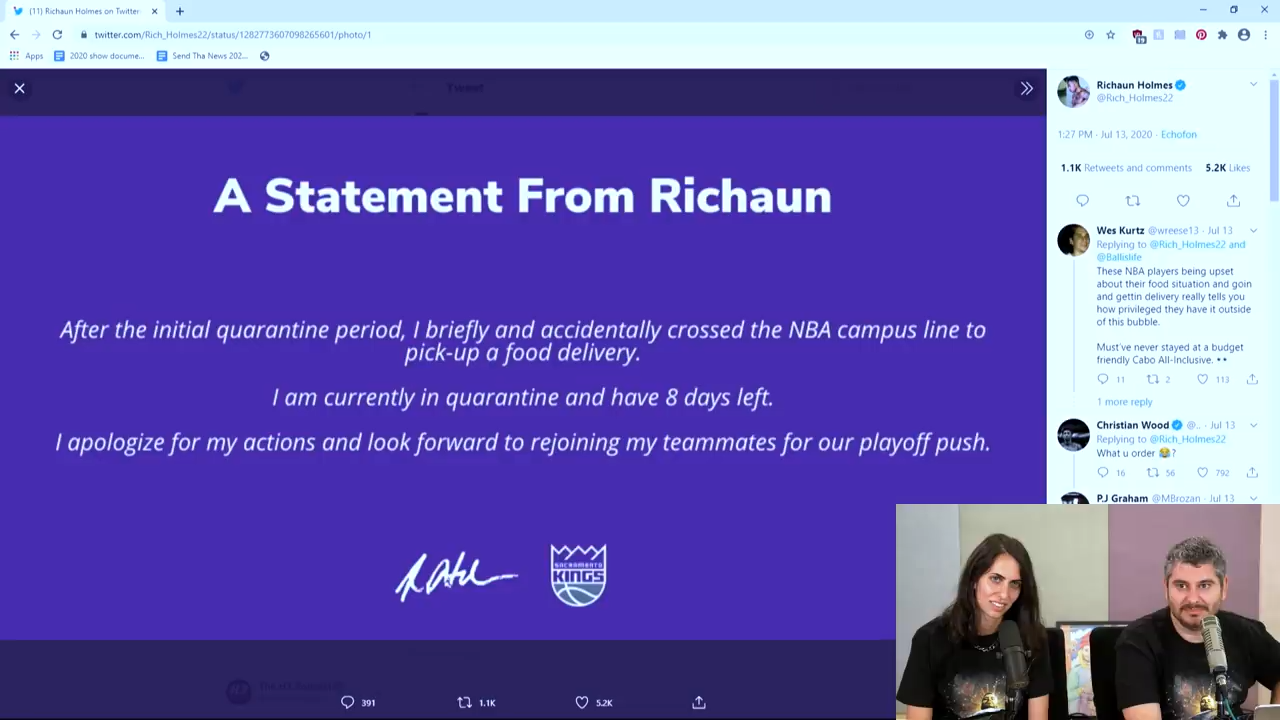 (11) Richaun Holmes on Twitter
twitter.com/Rich_Holmes22/status/1282773607098265601/photo/1
19
Apps
2020 show docume...
Send Tha News 202...
Tweet
A Statement From Richaun
After the initial quarantine period, I briefly and accidentally crossed the NBA campus line to
pick-up a food delivery.
I am currently in quarantine and have 8 days left.
I apologize for my actions and look forward to rejoining my teammates for our playoff push.
SACRAMENTO
KINGS
391
1.1K
5.2K
Richaun Holmes
@Rich_Holmes22
1:27 PM · Jul 13, 2020 · Echofon
1.1K Retweets and comments 5.2K Likes
Wes Kurtz @wreese13 · Jul 13
Replying to @Rich_Holmes22 and
@Ballislife
These NBA players being upset
about their food situation and goin
and gettin delivery really tells you
how privileged they have it outside
of this bubble.
Must've never stayed at a budget
friendly Cabo All-Inclusive.
11
2
113
1 more reply
Christian Wood @.. · Jul 13
Replying to @Rich_Holmes22
What u order 😂?
16
56
792
P.J Graham @MBrozan · Jul 13